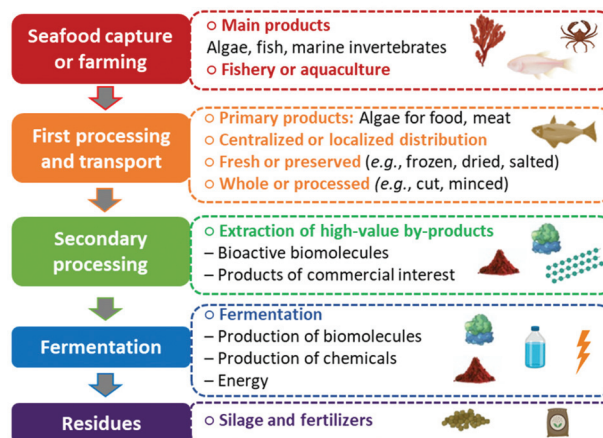 Seafood capture
or farming
○ Main products
Algae, fish, marine invertebrates
○ Fishery or aquaculture
First processing
and transport
○ Primary products: Algae for food, meat
○ Centralized or localized distribution
○ Fresh or preserved (e.g., frozen, dried, salted)
○ Whole or processed (e.g., cut, minced)
Secondary
processing
○ Extraction of high-value by-products
– Bioactive biomolecules
– Products of commercial interest
Fermentation
○ Fermentation
– Production of biomolecules
– Production of chemicals
– Energy
Residues
○ Silage and fertilizers